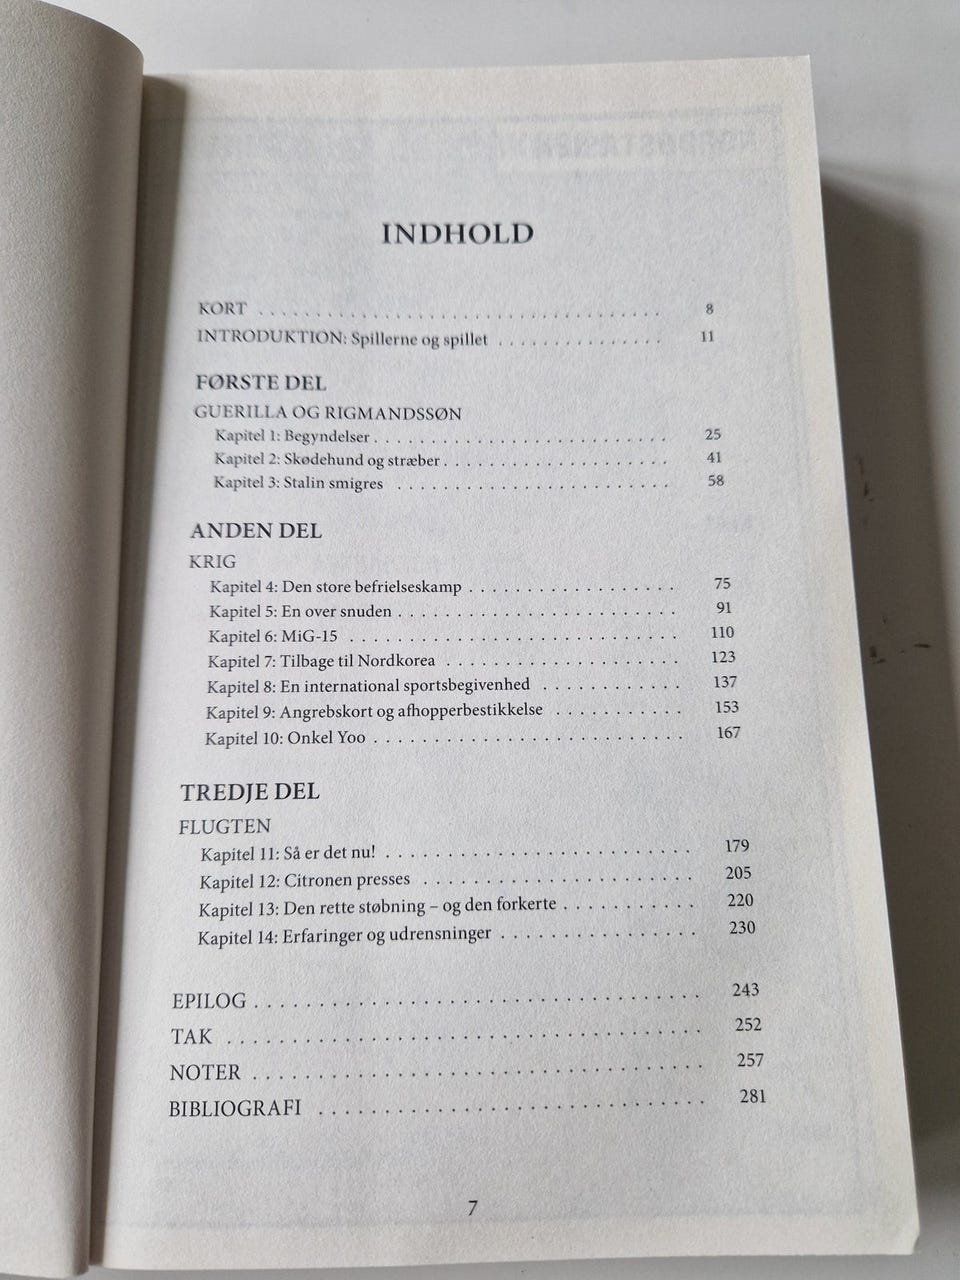 INDHOLD
KORT . . . . . . . . . . . . . . . . . . . . . . . . . . . . . . . . 8
INTRODUKTION: Spillerne og spillet . . . . . . . . . . . . . 11
FØRSTE DEL
GUERILLA OG RIGMANDSSØN
Kapitel 1: Begyndelser . . . . . . . . . . . . . . . . . . . . . . . 25
Kapitel 2: Skødehund og stræber . . . . . . . . . . . . . . . . . . 41
Kapitel 3: Stalin smigres . . . . . . . . . . . . . . . . . . . . . 58
ANDEN DEL
KRIG
Kapitel 4: Den store befrielseskamp . . . . . . . . . . . . . . . . 75
Kapitel 5: En over snuden . . . . . . . . . . . . . . . . . . . . . . 91
Kapitel 6: MiG-15 . . . . . . . . . . . . . . . . . . . . . . . . . . 110
Kapitel 7: Tilbage til Nordkorea . . . . . . . . . . . . . . . . . . 123
Kapitel 8: En international sportsbegivenhed . . . . . . . . . . . . 137
Kapitel 9: Angrebskort og afhopperbestikkelse . . . . . . . . . . . 153
Kapitel 10: Onkel Yoo . . . . . . . . . . . . . . . . . . . . . . . . 167
TREDJE DEL
FLUGTEN
Kapitel 11: Så er det nu! . . . . . . . . . . . . . . . . . . . . . . . . 179
Kapitel 12: Citronen presses . . . . . . . . . . . . . . . . . . . . . 205
Kapitel 13: Den rette støbning – og den forkerte . . . . . . . . . . . 220
Kapitel 14: Erfaringer og udrensninger . . . . . . . . . . . . . . . 230
EPILOG . . . . . . . . . . . . . . . . . . . . . . . . . . . . . . . . . . 243
TAK . . . . . . . . . . . . . . . . . . . . . . . . . . . . . . . . . . . . 252
NOTER . . . . . . . . . . . . . . . . . . . . . . . . . . . . . . . . . . 257
BIBLIOGRAFI . . . . . . . . . . . . . . . . . . . . . . . . . . . . . 281
7